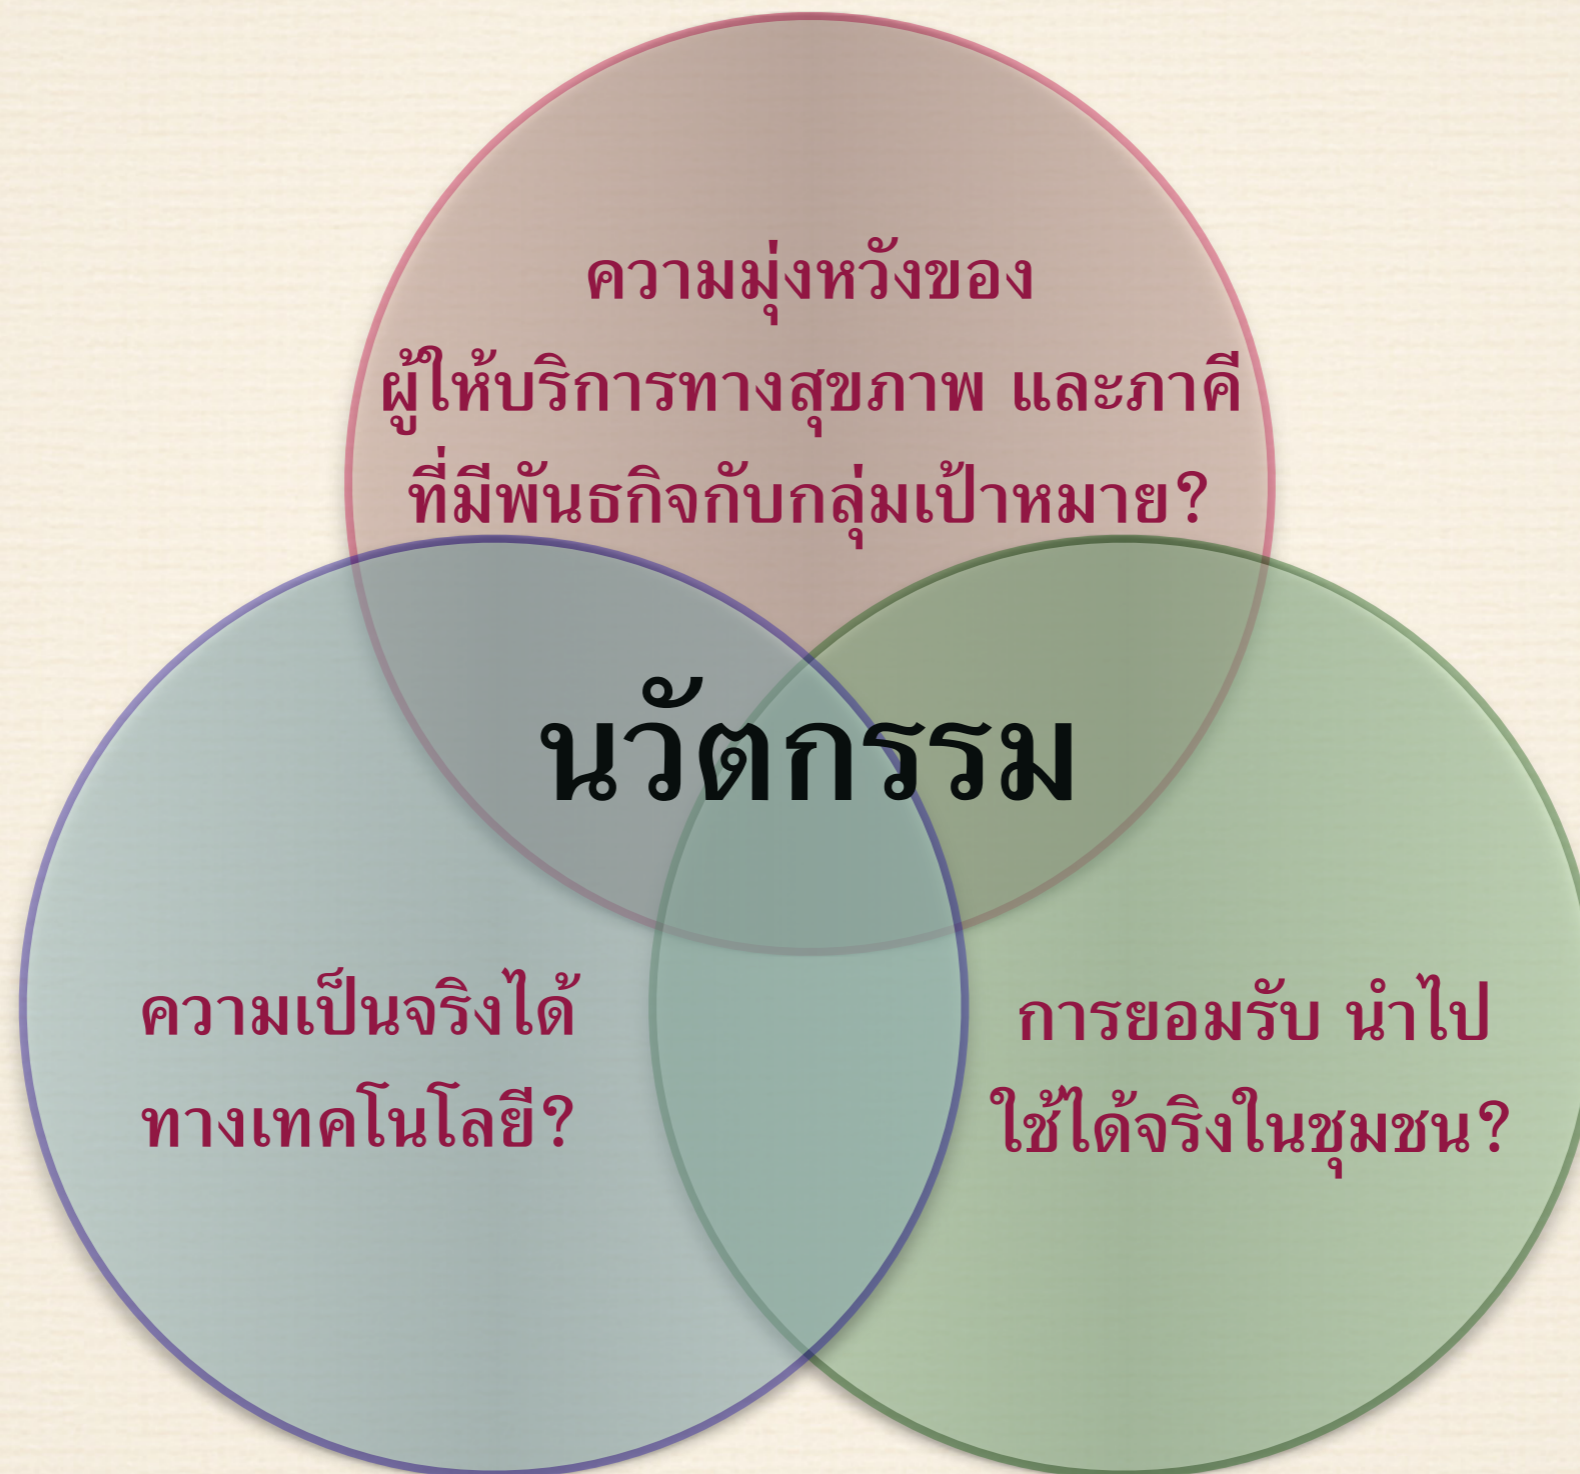 ความมุ่งหวังของ
ผู้ให้บริการทางสุขภาพ และภาคี
ที่มีพันธกิจกับกลุ่มเป้าหมาย?
นวัตกรรม
ความเป็นจริงได้
ทางเทคโนโลยี?
การยอมรับ นำไป
ใช้ได้จริงในชุมชน?